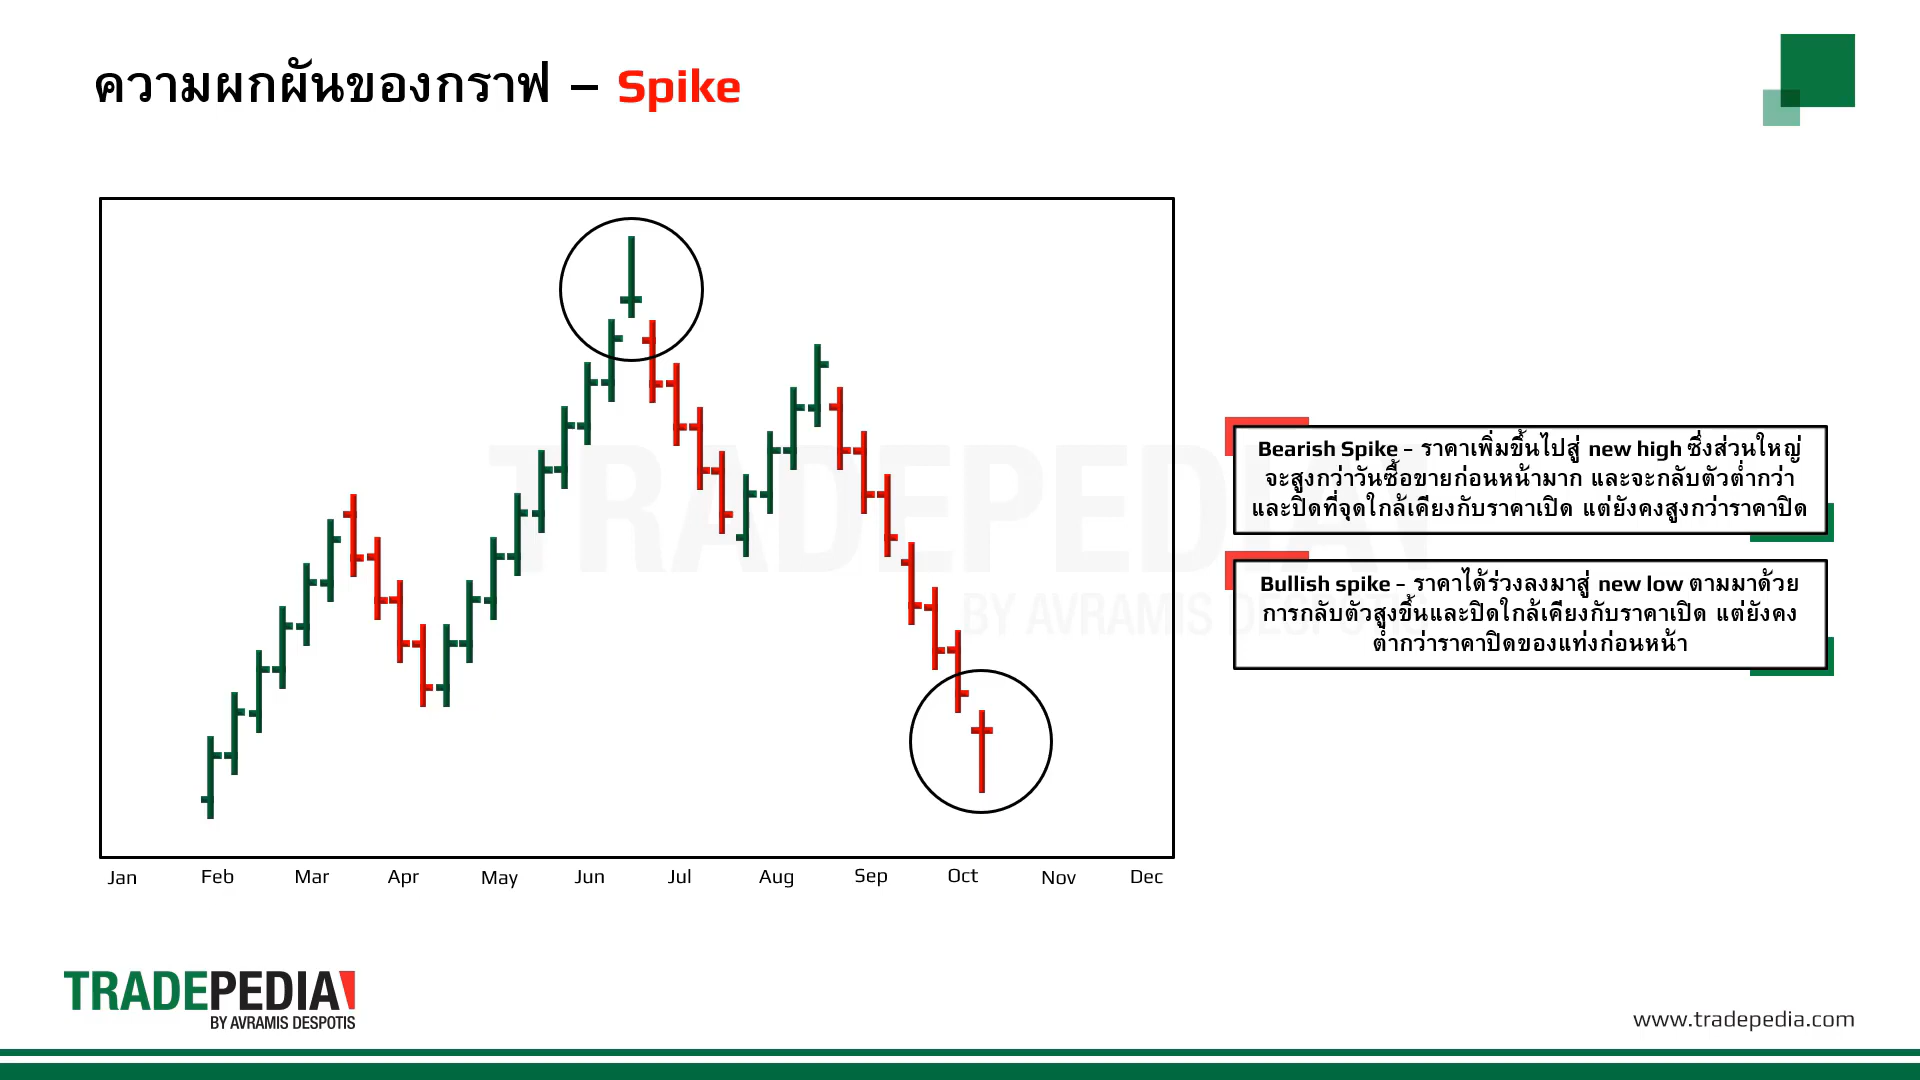 ความผกผันของกราฟ – Spike
TRADEPEDIA
BY AVRAMIS DESPOTIS
Bearish Spike – ราคาเพิ่มขึ้นไปสู่ new high ซึ่งส่วนใหญ่
จะสูงกว่าวันซื้อขายก่อนหน้ามาก และจะกลับตัวต่ำกว่า
และปิดที่จุดใกล้เคียงกับราคาเปิด แต่ยังคงสูงกว่าราคาปิด
Bullish spike – ราคาได้ร่วงลงมาสู่ new low ตามมาด้วย
การกลับตัวสูงขึ้นและปิดใกล้เคียงกับราคาเปิด แต่ยังคง
ต่ำกว่าราคาปิดของแท่งก่อนหน้า
Jan Feb Mar Apr May Jun Jul Aug Sep Oct Nov Dec
TRADEPEDIA
BY AVRAMIS DESPOTIS
www.tradepedia.com